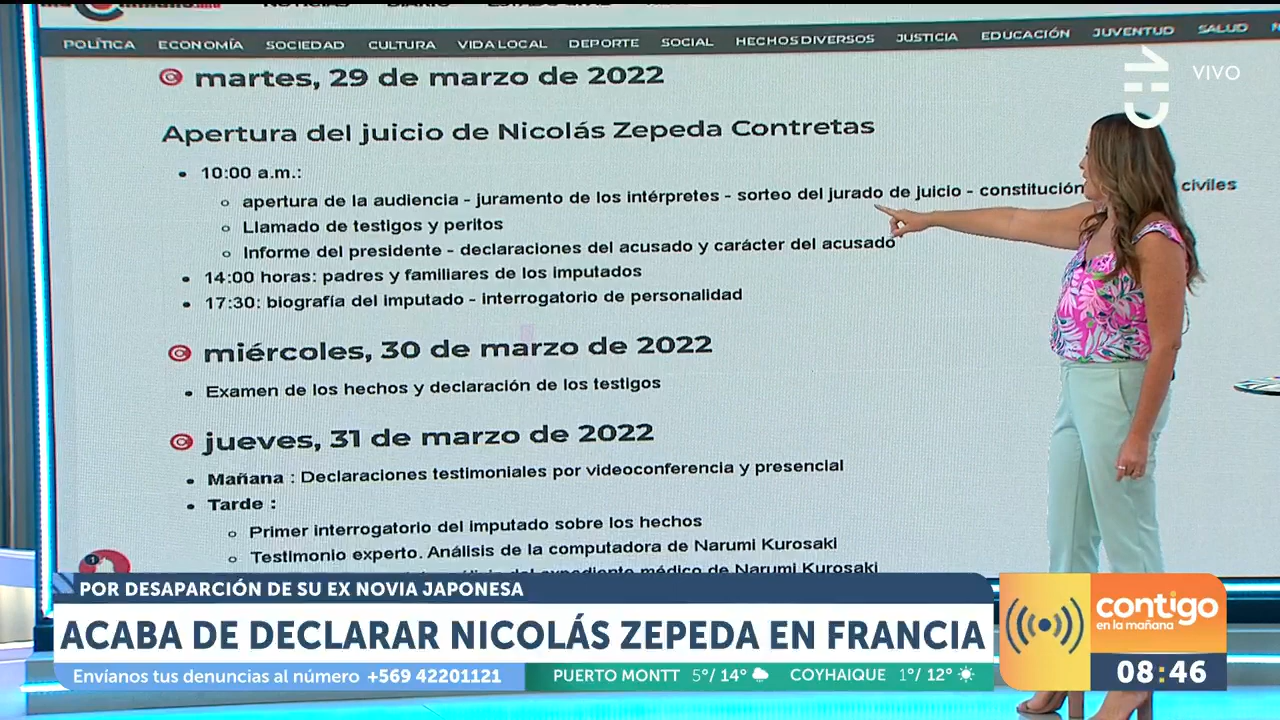 POLÍTICA ECONOMÍA SOCIEDAD CULTURA VIDA LOCAL DEPORTE SOCIAL HECHOS DIVERSOS JUSTICIA EDUCACIÓN JUVENTUD SALUD
CHV VIVO
martes, 29 de marzo de 2022
Apertura del juicio de Nicolás Zepeda Contretas
10:00 a.m.:
apertura de la audiencia - juramento de los intérpretes - sorteo del jurado de juicio - constitución civiles
Llamado de testigos y peritos
Informe del presidente - declaraciones del acusado y carácter del acusado
14:00 horas: padres y familiares de los imputados
17:30: biografía del imputado - interrogatorio de personalidad
miércoles, 30 de marzo de 2022
Examen de los hechos y declaración de los testigos
jueves, 31 de marzo de 2022
Mañana : Declaraciones testimoniales por videoconferencia y presencial
Tarde :
Primer interrogatorio del imputado sobre los hechos
Testimonio experto. Análisis de la computadora de Narumi Kurosaki
expediente médico de Narumi Kurosaki
1
POR DESAPARCIÓN DE SU EX NOVIA JAPONESA
ACABA DE DECLARAR NICOLÁS ZEPEDA EN FRANCIA
contigo
en la mañana
08:46
Envíanos tus denuncias al número +569 42201121 PUERTO MONTT 5°/ 14° COYHAIQUE 1°/ 12°